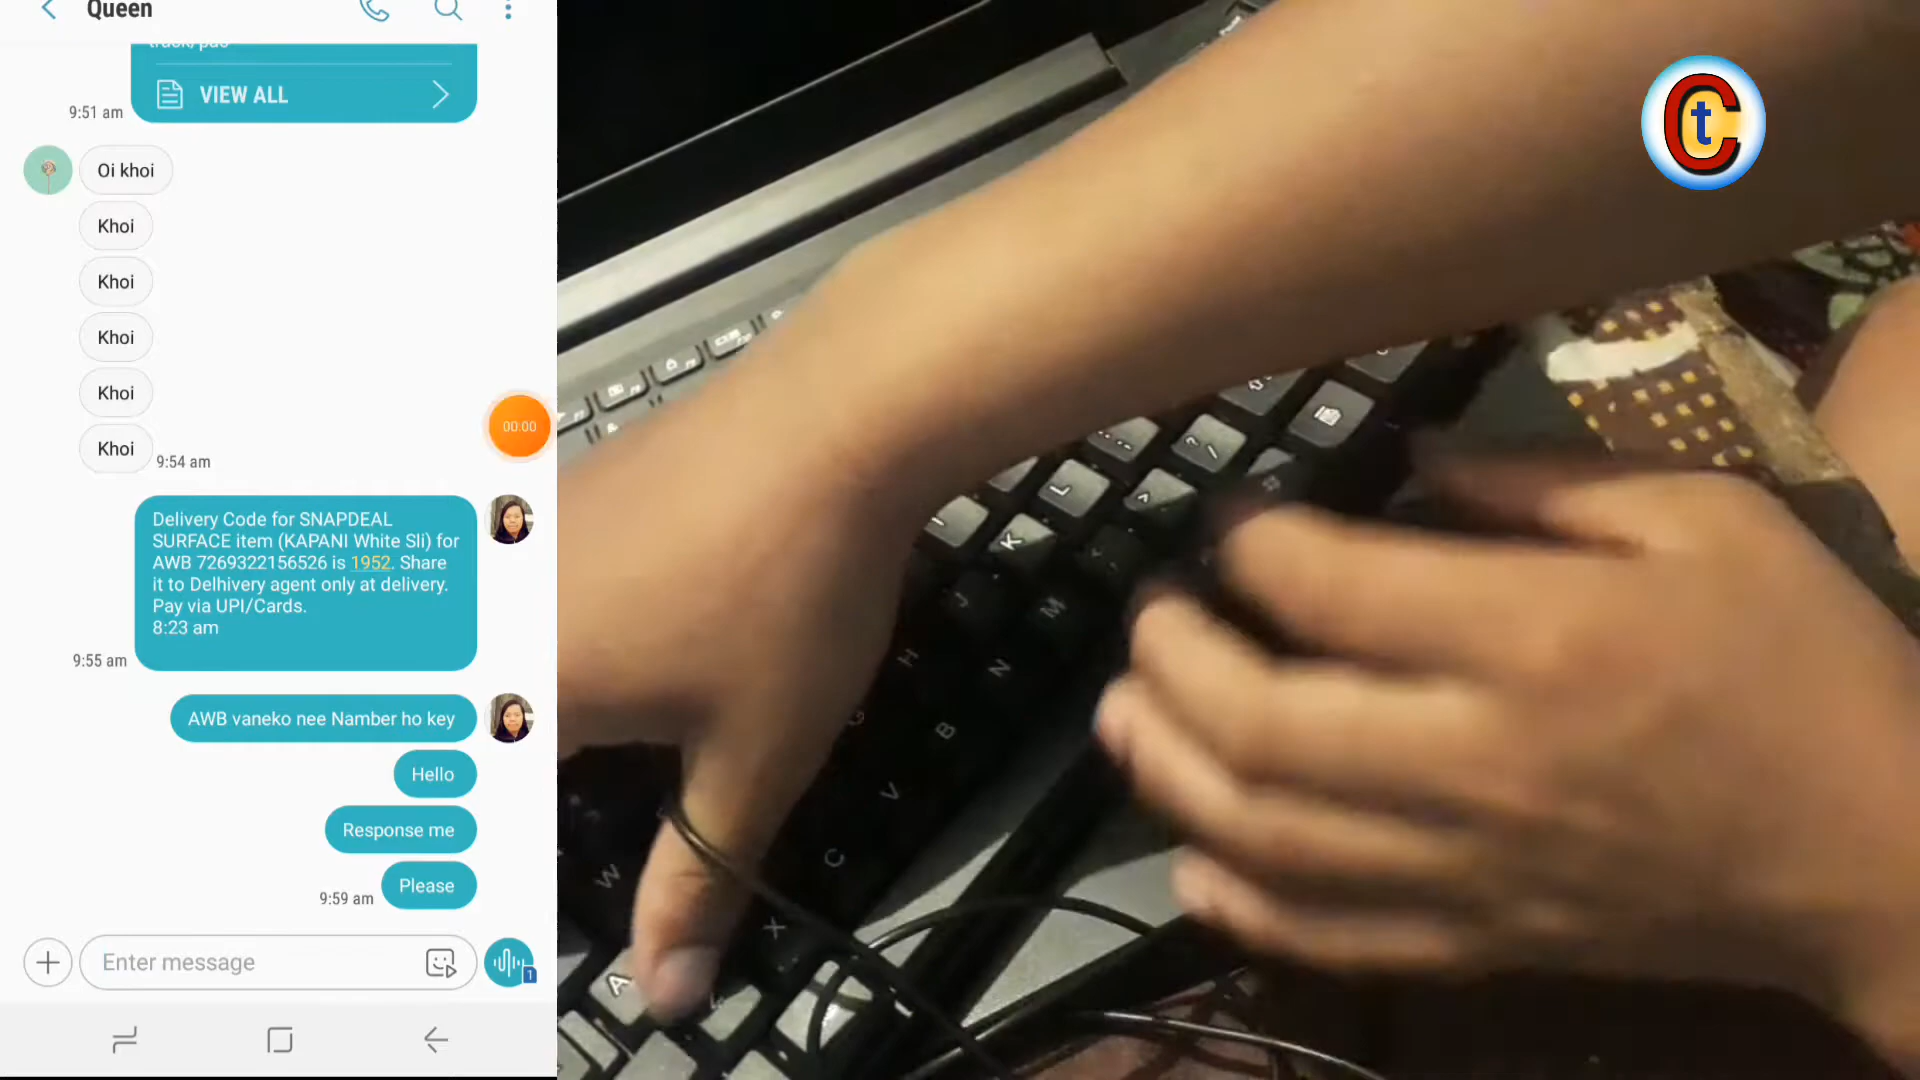 Queen
VIEW ALL
9:51 am
Oi khoi
Khoi
Khoi
Khoi
Khoi
Khoi
9:54 am
00:00
Delivery Code for SNAPDEAL
SURFACE item (KAPANI White Sli) for
AWB 7269322156526 is 1952. Share
it to Delhivery agent only at delivery.
Pay via UPI/Cards.
8:23 am
9:55 am
AWB vaneko nee Namber ho key
Hello
Response me
Please
9:59 am
Enter message
1
C
t
L
K
J
M
H
N
G
B
V
C
W
X
A